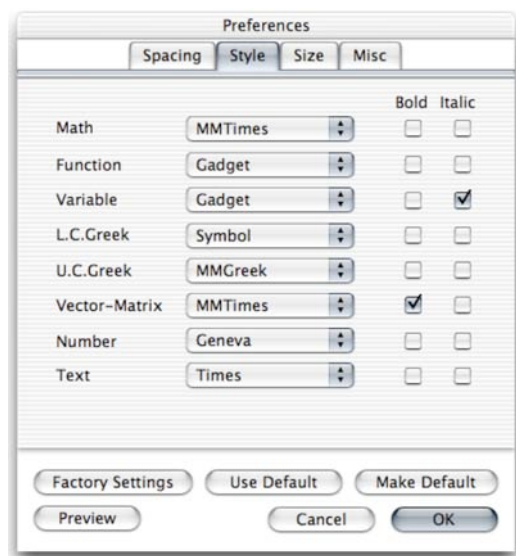 Preferences
Spacing Style Size Misc
Bold Italic
Math MMTimes
Function Gadget
Variable Gadget
L.C.Greek Symbol
U.C.Greek MMGreek
Vector-Matrix MMTimes
Number Geneva
Text Times
Factory Settings Use Default Make Default
Preview Cancel OK